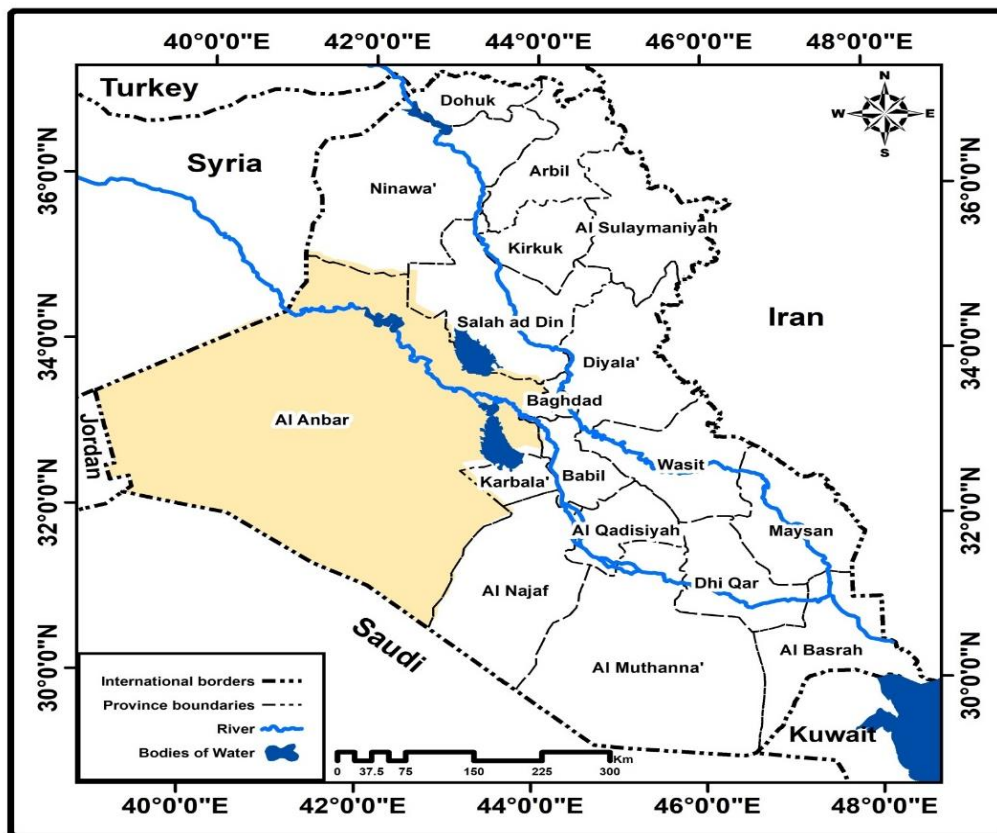 40°0'0"E 42°0'0"E 44°0'0"E 46°0'0"E 48°0'0"E
Turkey
Dohuk
N
W E
S
Syria
36°0'0"N
36°0'0"N
Ninawa'
Arbil
Al Sulaymaniyah
Kirkuk
Salah ad Din
Iran
34°0'0"N
34°0'0"N
Diyala'
Baghdad
Al Anbar
Jordan
Wasit
Karbala'
Babil
32°0'0"N
32°0'0"N
Al Qadisiyah
Maysan
Al Najaf
Dhi Qar
Saudi
Al Basrah
Al Muthanna'
30°0'0"N
30°0'0"N
Kuwait
International borders
Province boundaries
River
Bodies of Water
Km
0 37.5 75 150 225 300
40°0'0"E 42°0'0"E 44°0'0"E 46°0'0"E 48°0'0"E